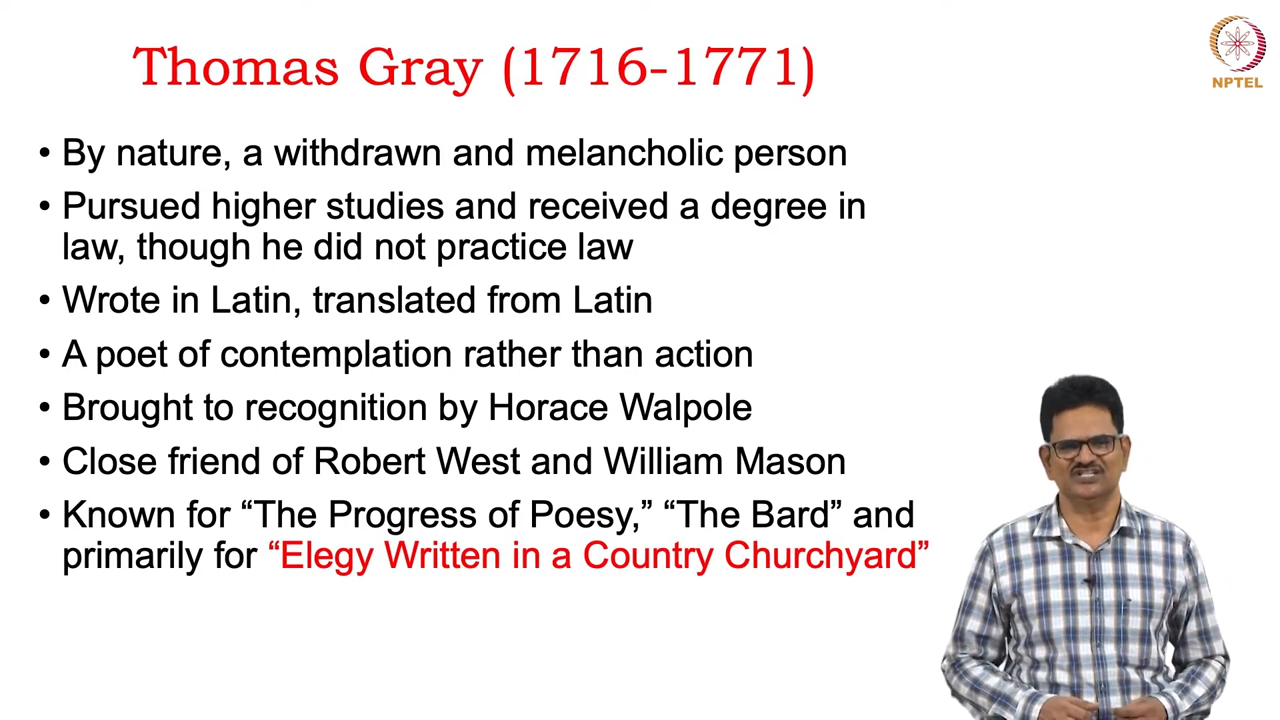 Thomas Gray (1716-1771)
NPTEL
• By nature, a withdrawn and melancholic person
• Pursued higher studies and received a degree in
law, though he did not practice law
• Wrote in Latin, translated from Latin
• A poet of contemplation rather than action
• Brought to recognition by Horace Walpole
• Close friend of Robert West and William Mason
• Known for “The Progress of Poesy,” “The Bard” and
primarily for “Elegy Written in a Country Churchyard”